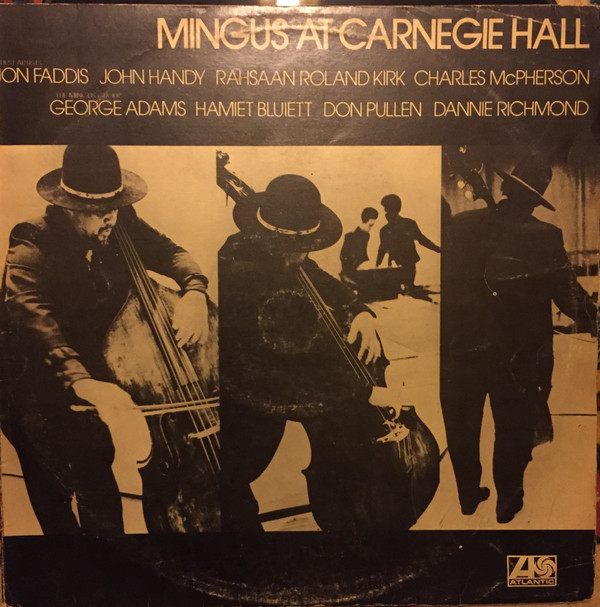 MINGUS AT CARNEGIE HALL
ON FADDIS JOHN HANDY RAHSAAN ROLAND KIRK CHARLES McPHERSON
GEORGE ADAMS HAMIET BLUIETT DON PULLEN DANNIE RICHMOND
ATLANTIC